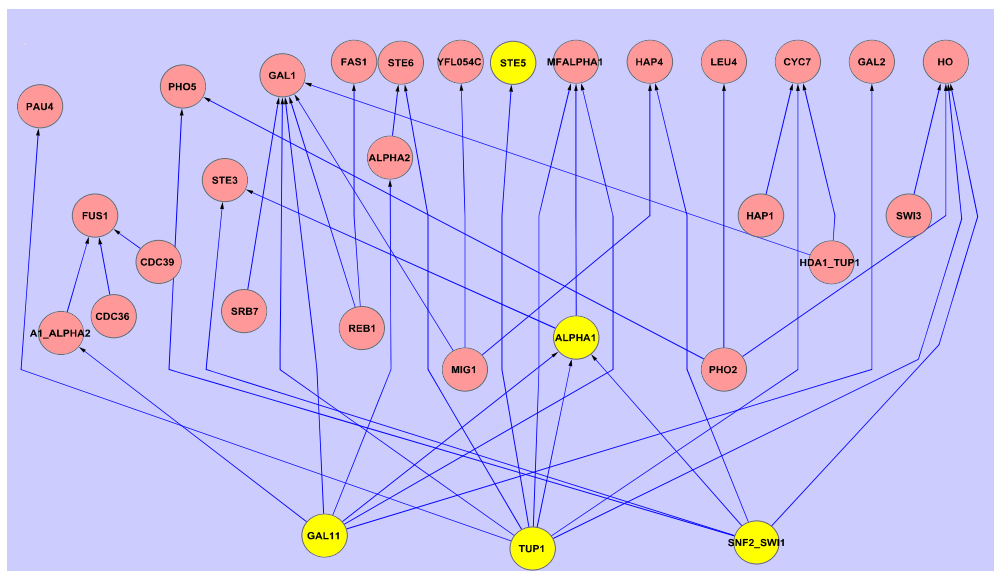 FAS1
STE6
YFL054C
STE5
MFALPHA1
HAP4
LEU4
CYC7
GAL2
HO
GAL1
PHO5
PAU4
ALPHA2
STE3
FUS1
HAP1
SWI3
CDC39
HDA1_TUP1
SRB7
CDC36
REB1
A1_ALPHA2
ALPHA1
MIG1
PHO2
GAL11
TUP1
SNF2_SWI1